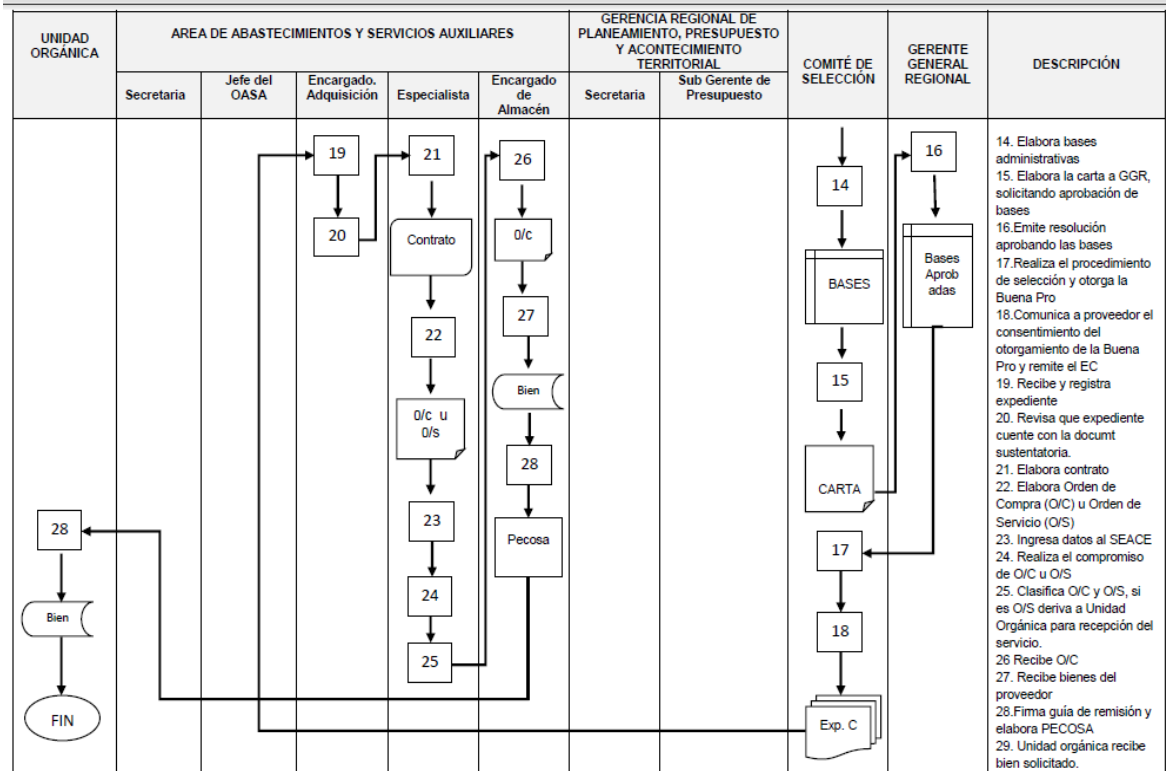 UNIDAD
ORGÁNICA
AREA DE ABASTECIMIENTOS Y SERVICIOS AUXILIARES
GERENCIA REGIONAL DE
PLANEAMIENTO, PRESUPUESTO
Y ACONTECIMIENTO
TERRITORIAL
COMITÉ DE
SELECCIÓN
GERENTE
GENERAL
REGIONAL
DESCRIPCIÓN
Secretaria
Jefe del
OASA
Encargado.
Adquisición
Especialista
Encargado
de
Almacén
Secretaria
Sub Gerente de
Presupuesto
28
Bien
FIN
19
20
21
Contrato
22
0/c u
0/s
23
24
25
26
0/c
27
Bien
28
Pecosa
14
BASES
15
CARTA
17
18
Exp. C
16
Bases
Aprob
adas
14. Elabora bases
administrativas
15. Elabora la carta a GGR,
solicitando aprobación de
bases
16.Emite resolución
aprobando las bases
17.Realiza el procedimiento
de selección y otorga la
Buena Pro
18.Comunica a proveedor el
consentimiento del
otorgamiento de la Buena
Pro y remite el EC
19. Recibe y registra
expediente
20. Revisa que expediente
cuente con la documt
sustentatoria.
21. Elabora contrato
22. Elabora Orden de
Compra (O/C) u Orden de
Servicio (O/S)
23. Ingresa datos al SEACE
24. Realiza el compromiso
de O/C u O/S
25. Clasifica O/C y O/S, si
es O/S deriva a Unidad
Orgánica para recepción del
servicio.
26 Recibe O/C
27. Recibe bienes del
proveedor
28.Firma guía de remisión y
elabora PECOSA
29. Unidad orgánica recibe
bien solicitado.